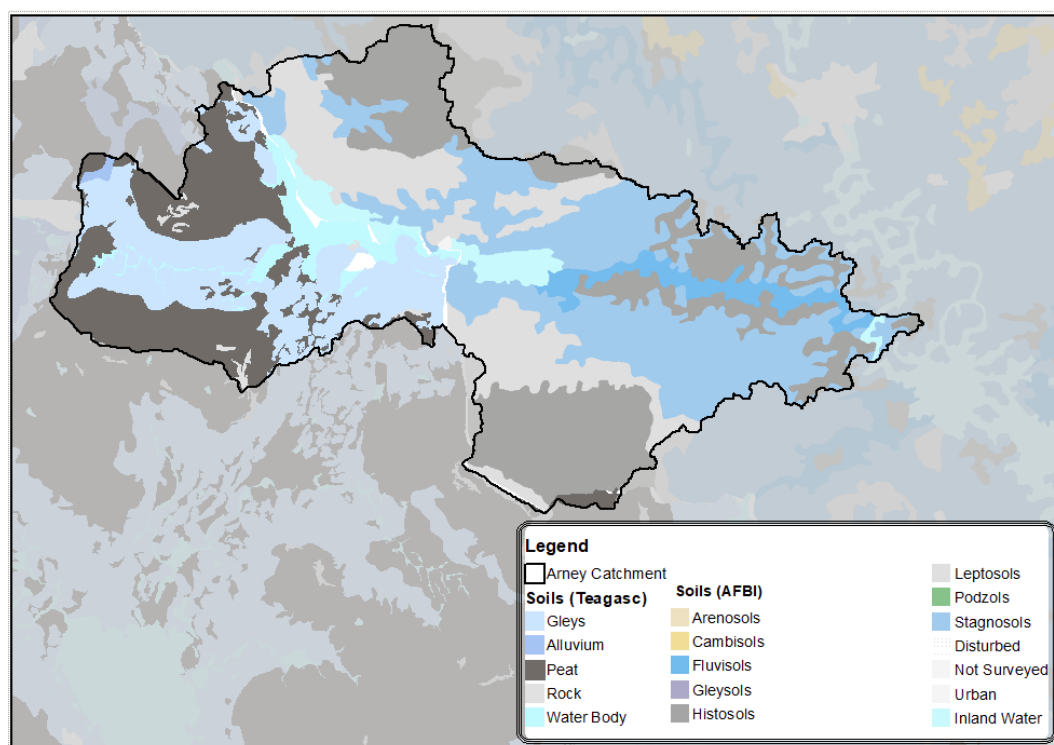 Legend
Arney Catchment
Soils (Teagasc)
Gleys
Alluvium
Peat
Rock
Water Body
Soils (AFBI)
Arenosols
Cambisols
Fluvisols
Gleysols
Histosols
Leptosols
Podzols
Stagnosols
Disturbed
Not Surveyed
Urban
Inland Water